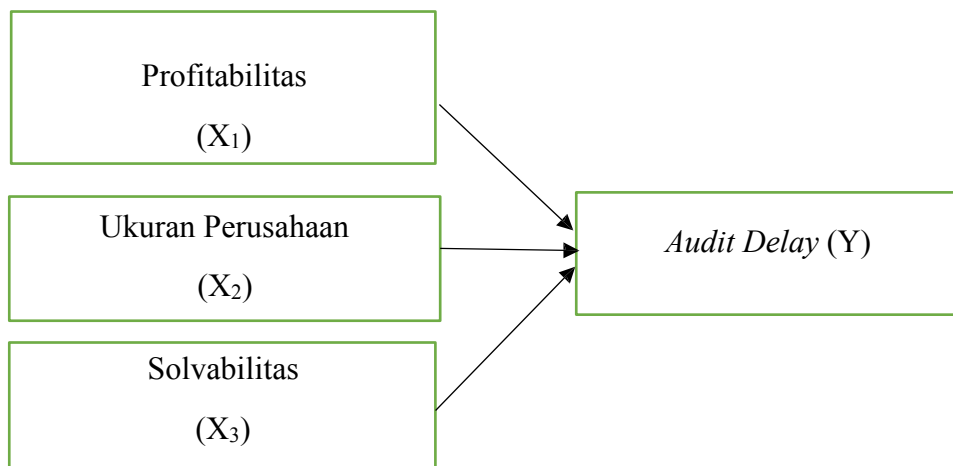 Profitabilitas
(X₁)
Ukuran Perusahaan
(X₂)
Solvabilitas
(X₃)
Audit Delay (Y)